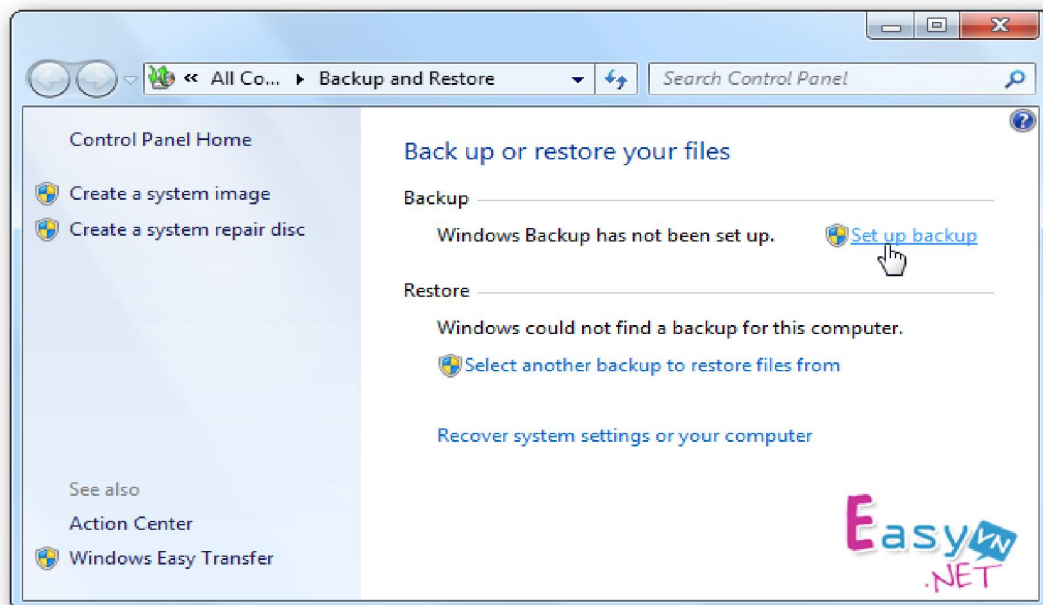 « All Co... ▸ Backup and Restore
Search Control Panel
Control Panel Home
Create a system image
Create a system repair disc
See also
Action Center
Windows Easy Transfer
Back up or restore your files
Backup
Windows Backup has not been set up.
Set up backup
Restore
Windows could not find a backup for this computer.
Select another backup to restore files from
Recover system settings or your computer
Easy VN
.NET